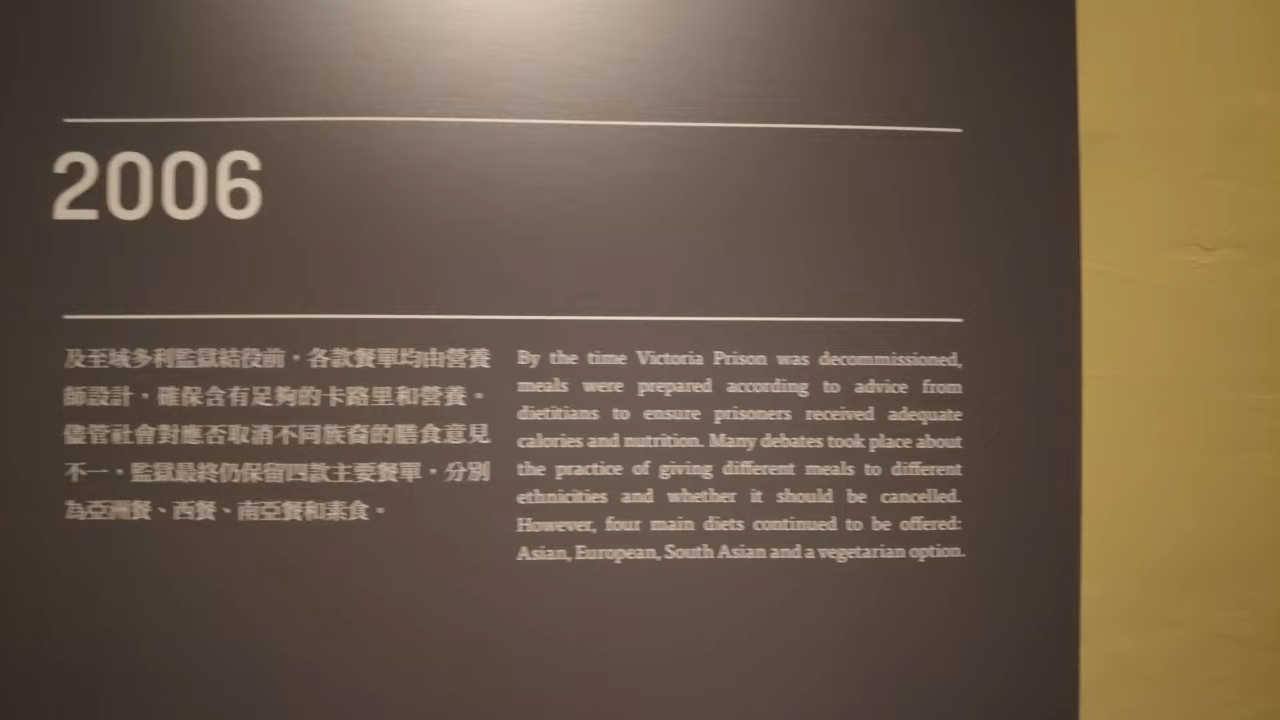 2006
及至域多利監獄結役前，各款餐單均由營養
師設計，確保含有足夠的卡路里和營養。
儘管社會對應否取消不同族裔的膳食意見
不一，監獄最終仍保留四款主要餐單，分別
為亞洲餐、西餐、南亞餐和素食。
By the time Victoria Prison was decommissioned,
meals were prepared according to advice from
dietitians to ensure prisoners received adequate
calories and nutrition. Many debates took place about
the practice of giving different meals to different
ethnicities and whether it should be cancelled.
However, four main diets continued to be offered:
Asian, European, South Asian and a vegetarian option.